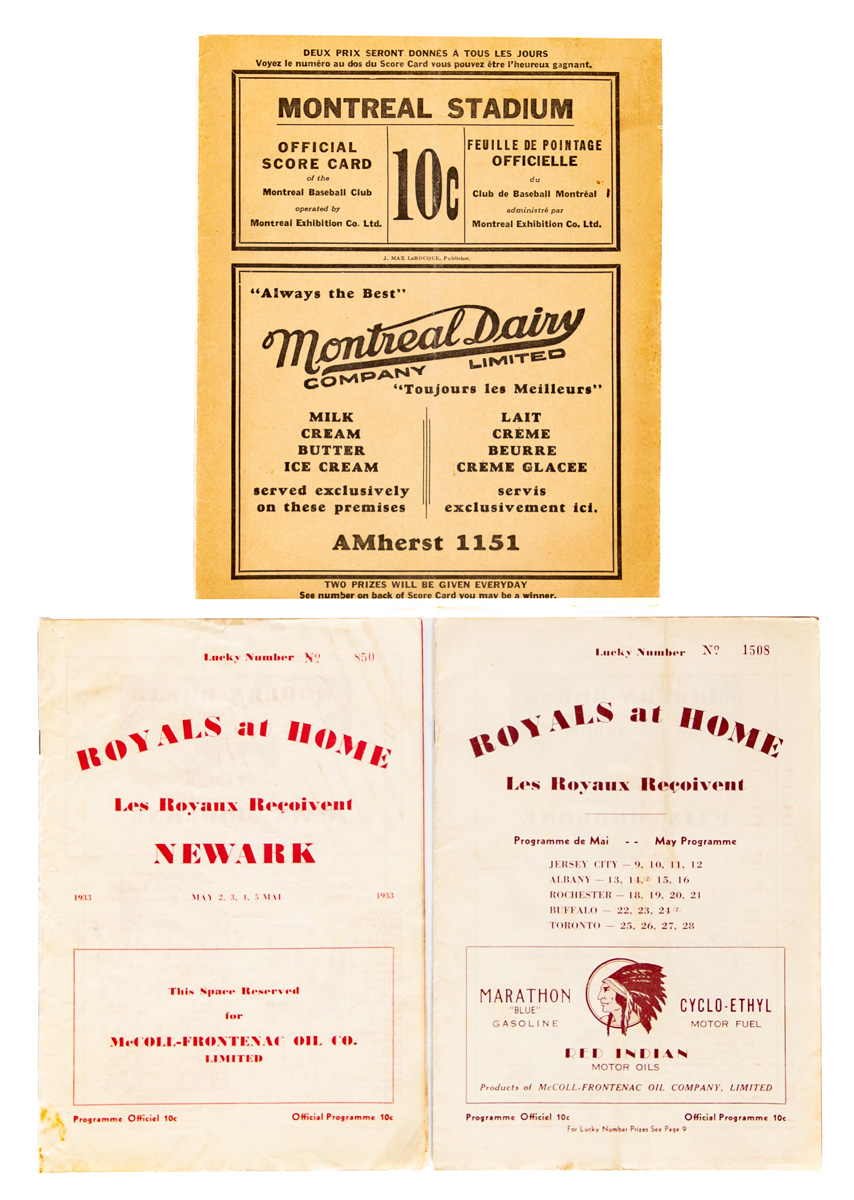 DEUX PRIX SERONT DONNÉS À TOUS LES JOURS
Voyez le numéro au dos du Score Card vous pouvez être l'heureux gagnant.
MONTREAL STADIUM
OFFICIAL
SCORE CARD
of the
Montreal Baseball Club
operated by
Montreal Exhibition Co. Ltd.
10c
FEUILLE DE POINTAGE
OFFICIELLE
du
Club de Baseball Montréal
administré par
Montreal Exhibition Co. Ltd.
J. MAX LaROCQUE, Publisher.
"Always the Best"
Montreal Dairy
COMPANY LIMITED
"Toujours les Meilleurs"
MILK
CREAM
BUTTER
ICE CREAM
served exclusively
on these premises
LAIT
CRÈME
BEURRE
CRÈME GLACÉE
servis
exclusivement ici.
AMherst 1151
TWO PRIZES WILL BE GIVEN EVERYDAY
See number on back of Score Card you may be a winner.
Lucky Number No 850
ROYALS at HOME
Les Royaux Reçoivent
NEWARK
1933 MAY 2, 3, 4, 5 MAI 1933
This Space Reserved
for
McCOLL-FRONTENAC OIL CO.
LIMITED
Programme Officiel 10c Official Programme 10c
Lucky Number No 1508
ROYALS at HOME
Les Royaux Reçoivent
Programme de Mai - - May Programme
JERSEY CITY — 9, 10, 11, 12
ALBANY — 13, 14,(2) 15, 16
ROCHESTER — 18, 19, 20, 21
BUFFALO — 22, 23, 24 (2)
TORONTO — 25, 26, 27, 28
MARATHON
"BLUE"
GASOLINE
CYCLO-ETHYL
MOTOR FUEL
RED INDIAN
MOTOR OILS
Products of McCOLL-FRONTENAC OIL COMPANY, LIMITED
Programme Officiel 10c Official Programme 10c
For Lucky Number Prizes See Page 9